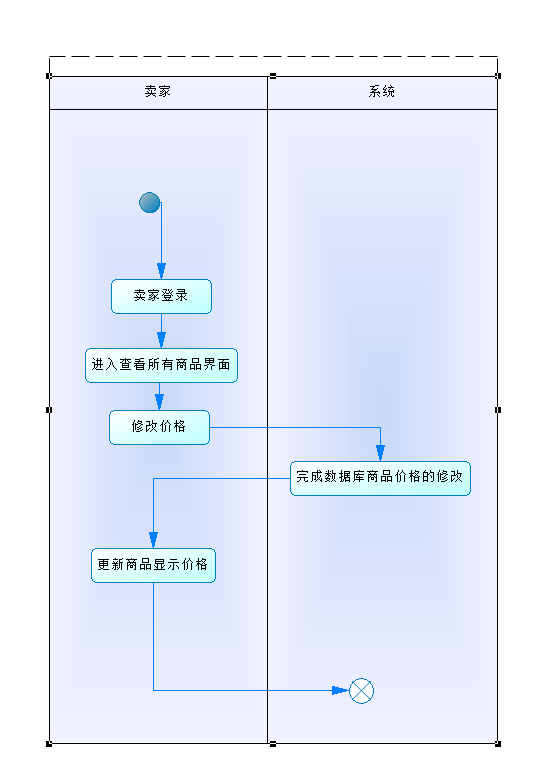 卖家
系统
卖家登录
进入查看所有商品界面
修改价格
完成数据库商品价格的修改
更新商品显示价格